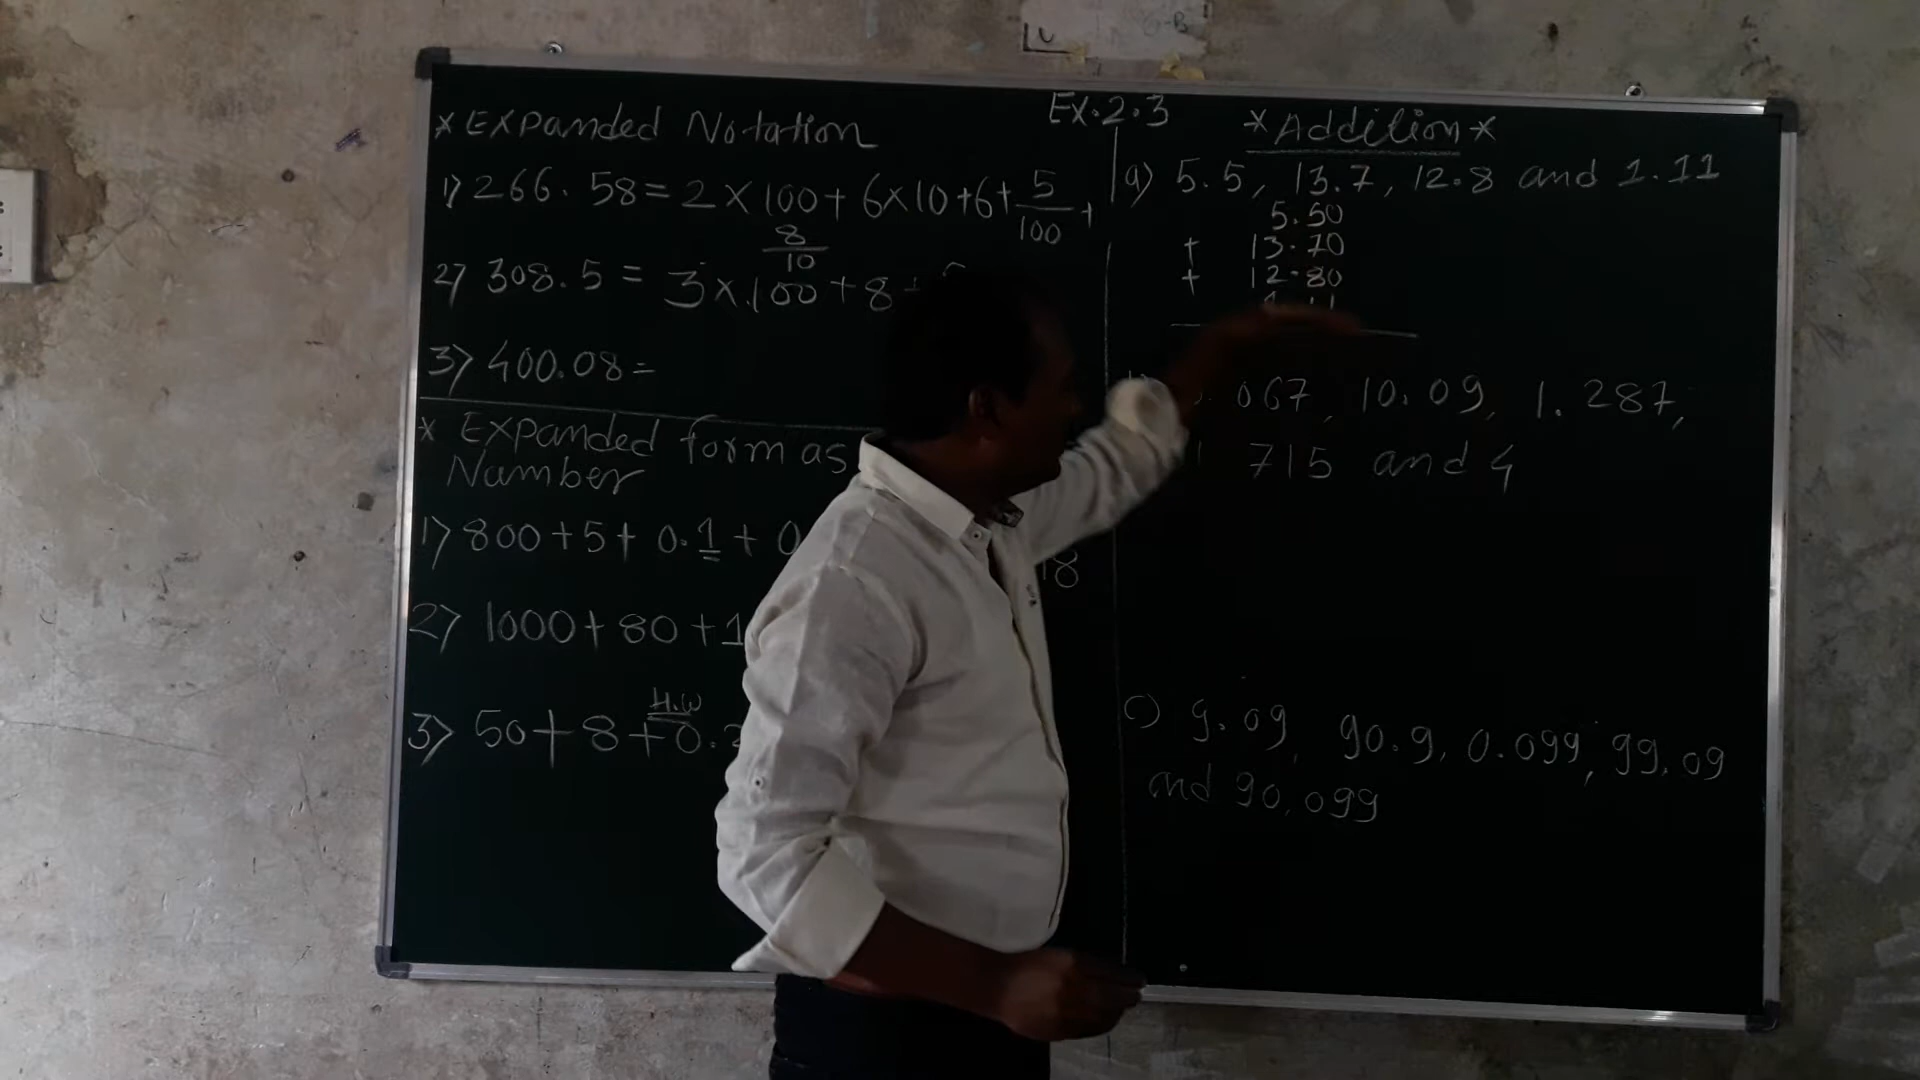 Ex.2.3
* Expanded Notation
1) 266.58 = 2 × 100 + 6×10 +6+ 5/100 +
8/10
2) 308.5 = 3 × 100 + 8 +
3) 400.08 =
* Expanded form as
Number
1) 800 + 5 + 0.1 + 0
18
2) 1000 + 80 + 1
H.W
3) 50 + 8 + 0.2
* Addition *
a) 5.5, 13.7, 12.8 and 1.11
5.50
+ 13.70
+ 12.80
067, 10.09, 1.287,
715 and 4
c) 9.09, 90.9, 0.099, 99.09
and 90.099